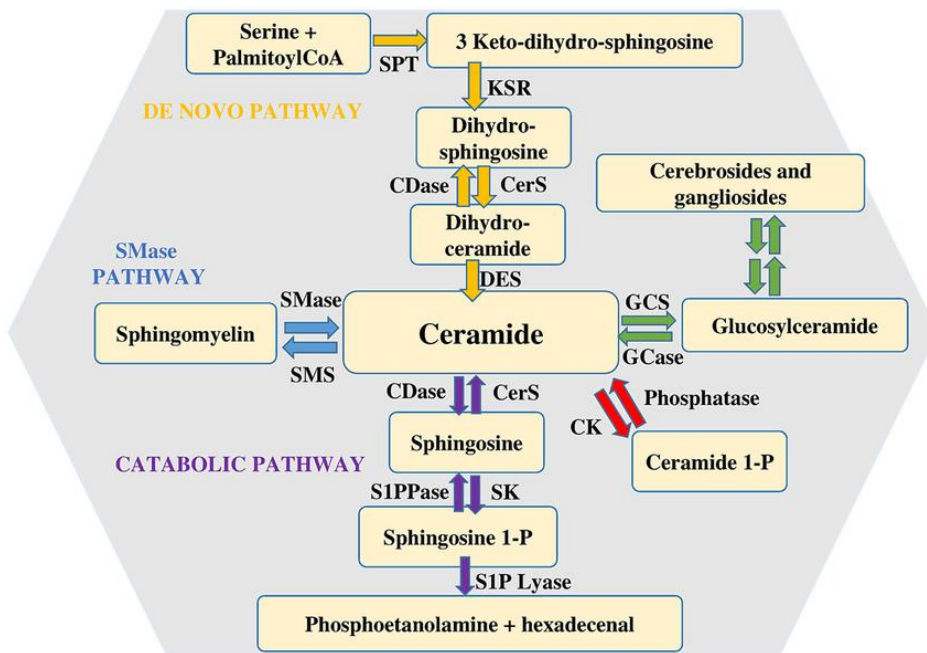 Serine +
PalmitoylCoA
SPT
3 Keto-dihydro-sphingosine
KSR
DE NOVO PATHWAY
Dihydro-
sphingosine
CDase
CerS
Cerebrosides and
gangliosides
Dihydro-
ceramide
SMase
PATHWAY
DES
SMase
GCS
Sphingomyelin
Ceramide
Glucosylceramide
SMS
GCase
CDase
CerS
Phosphatase
CK
Sphingosine
CATABOLIC PATHWAY
Ceramide 1-P
S1PPase
SK
Sphingosine 1-P
S1P Lyase
Phosphoetanolamine + hexadecenal